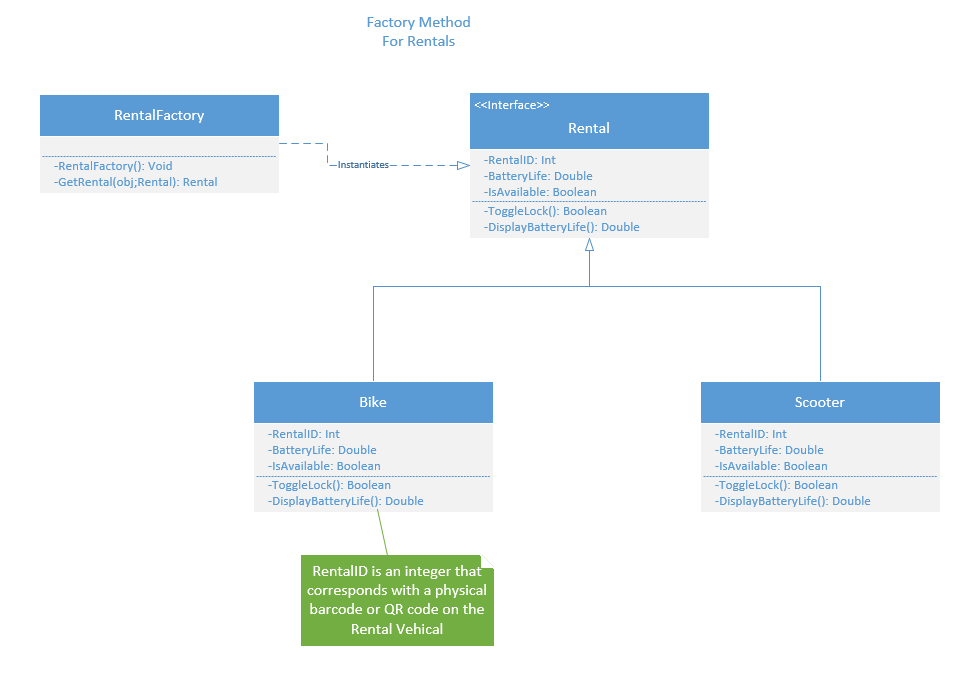 Factory Method
For Rentals
RentalFactory
-RentalFactory(): Void
-GetRental(obj;Rental): Rental
Instantiates
<<Interface>>
Rental
-RentalID: Int
-BatteryLife: Double
-IsAvailable: Boolean
-ToggleLock(): Boolean
-DisplayBatteryLife(): Double
Bike
-RentalID: Int
-BatteryLife: Double
-IsAvailable: Boolean
-ToggleLock(): Boolean
-DisplayBatteryLife(): Double
Scooter
-RentalID: Int
-BatteryLife: Double
-IsAvailable: Boolean
-ToggleLock(): Boolean
-DisplayBatteryLife(): Double
RentalID is an integer that
corresponds with a physical
barcode or QR code on the
Rental Vehical